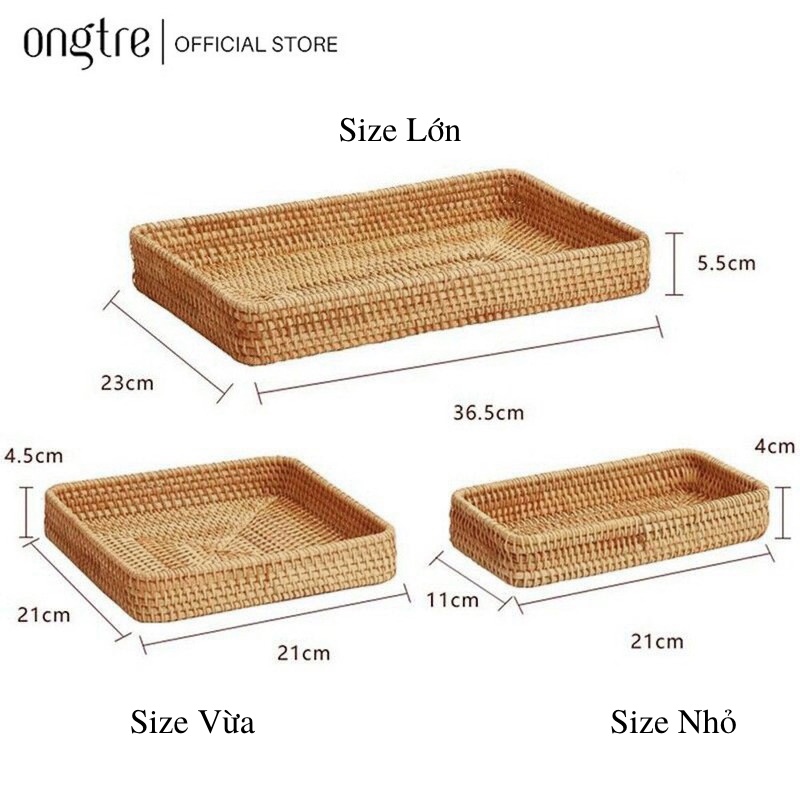 ongtre | OFFICIAL STORE
Size Lớn
5.5cm
23cm
36.5cm
4.5cm
21cm
21cm
Size Vừa
4cm
11cm
21cm
Size Nhỏ